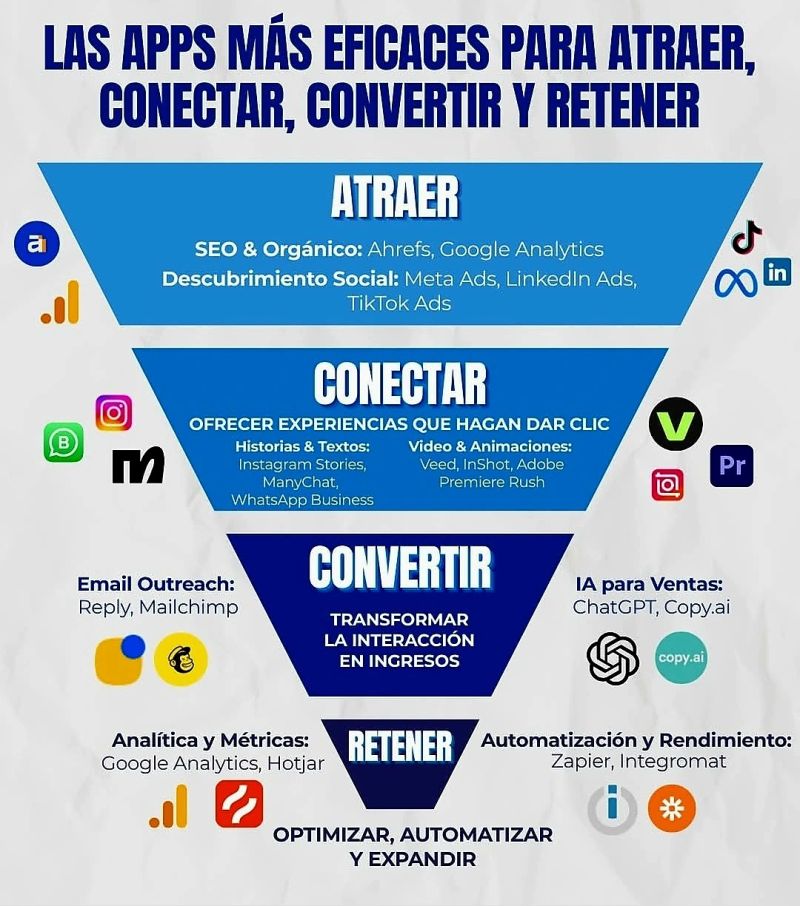 LAS APPS MÁS EFICACES PARA ATRAER,
CONECTAR, CONVERTIR Y RETENER
ATRAER
SEO & Orgánico: Ahrefs, Google Analytics
Descubrimiento Social: Meta Ads, LinkedIn Ads,
TikTok Ads
a
in
CONECTAR
OFRECER EXPERIENCIAS QUE HAGAN DAR CLIC
Historias & Textos:
Instagram Stories,
ManyChat,
WhatsApp Business
Video & Animaciones:
Veed, InShot, Adobe
Premiere Rush
B
V
Pr
CONVERTIR
TRANSFORMAR
LA INTERACCIÓN
EN INGRESOS
Email Outreach:
Reply, Mailchimp
IA para Ventas:
ChatGPT, Copy.ai
copy.ai
RETENER
Analítica y Métricas:
Google Analytics, Hotjar
Automatización y Rendimiento:
Zapier, Integromat
OPTIMIZAR, AUTOMATIZAR
Y EXPANDIR